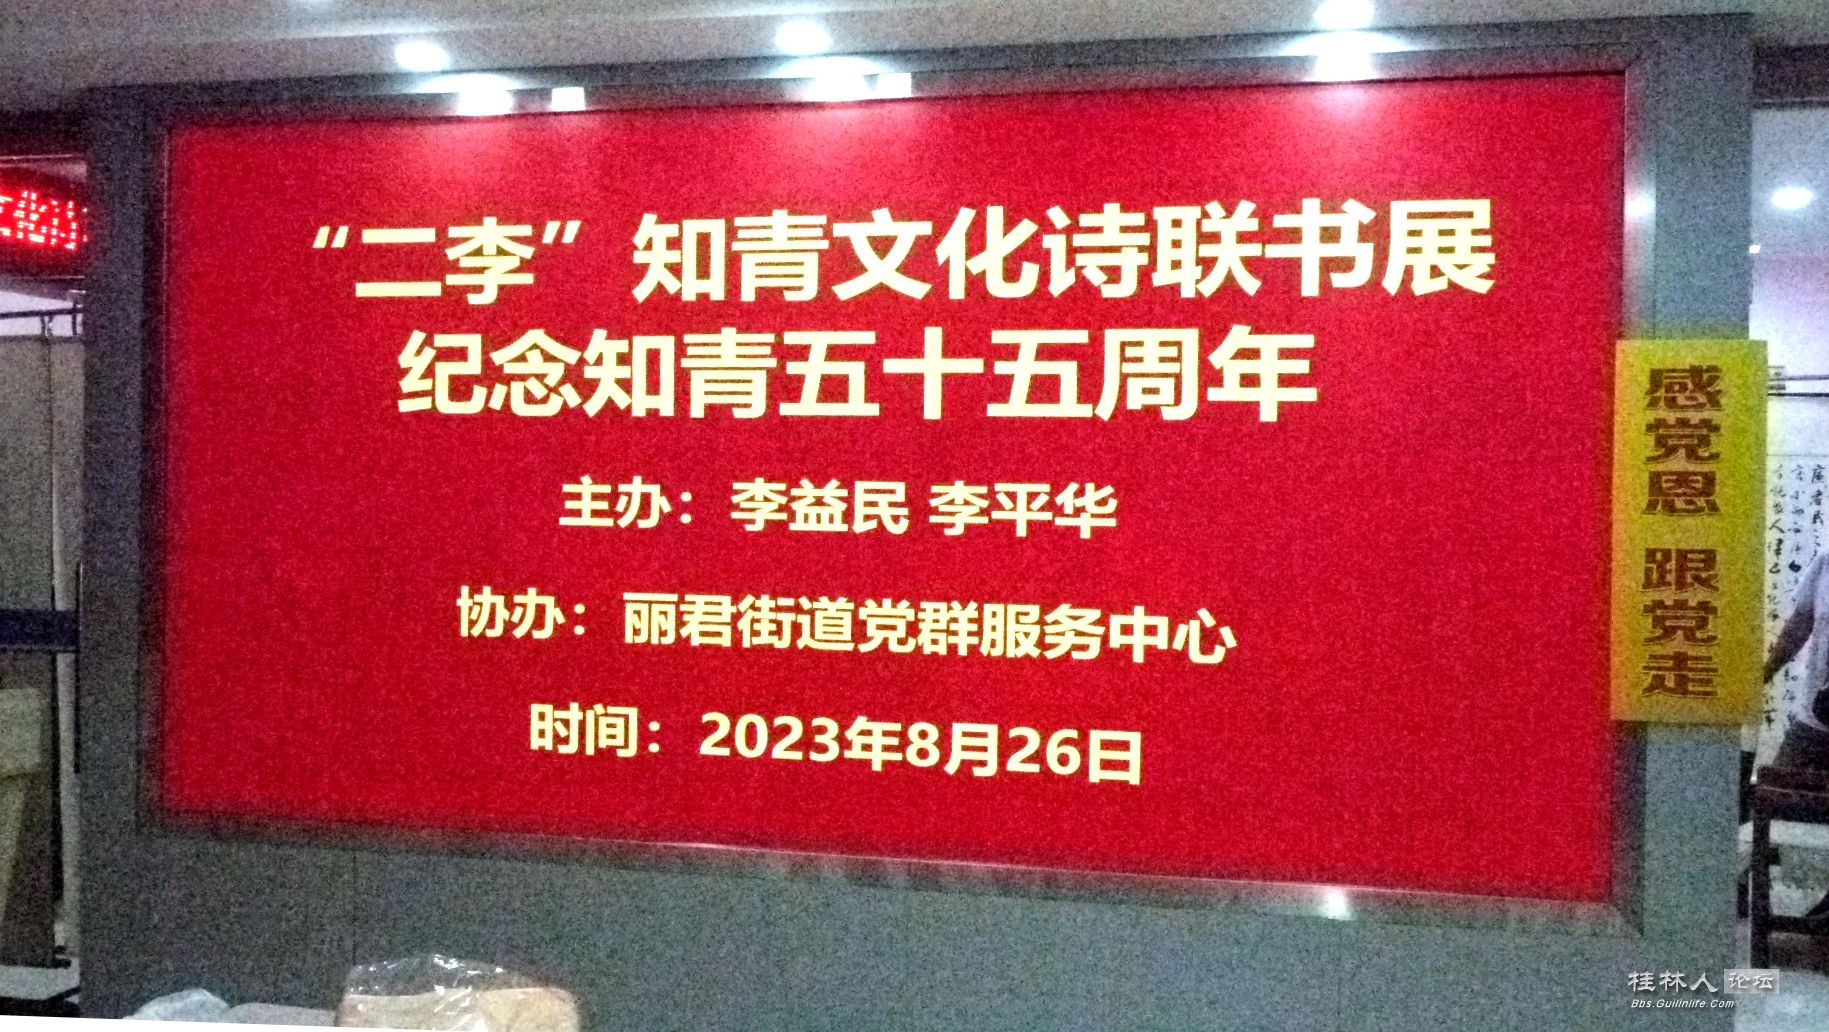 “二李”知青文化诗联书展
纪念知青五十五周年
主办：李益民 李平华
协办：丽君街道党群服务中心
时间：2023年8月26日
感党恩 跟党走
桂林人论坛
Bbs.Guilinlife.Com